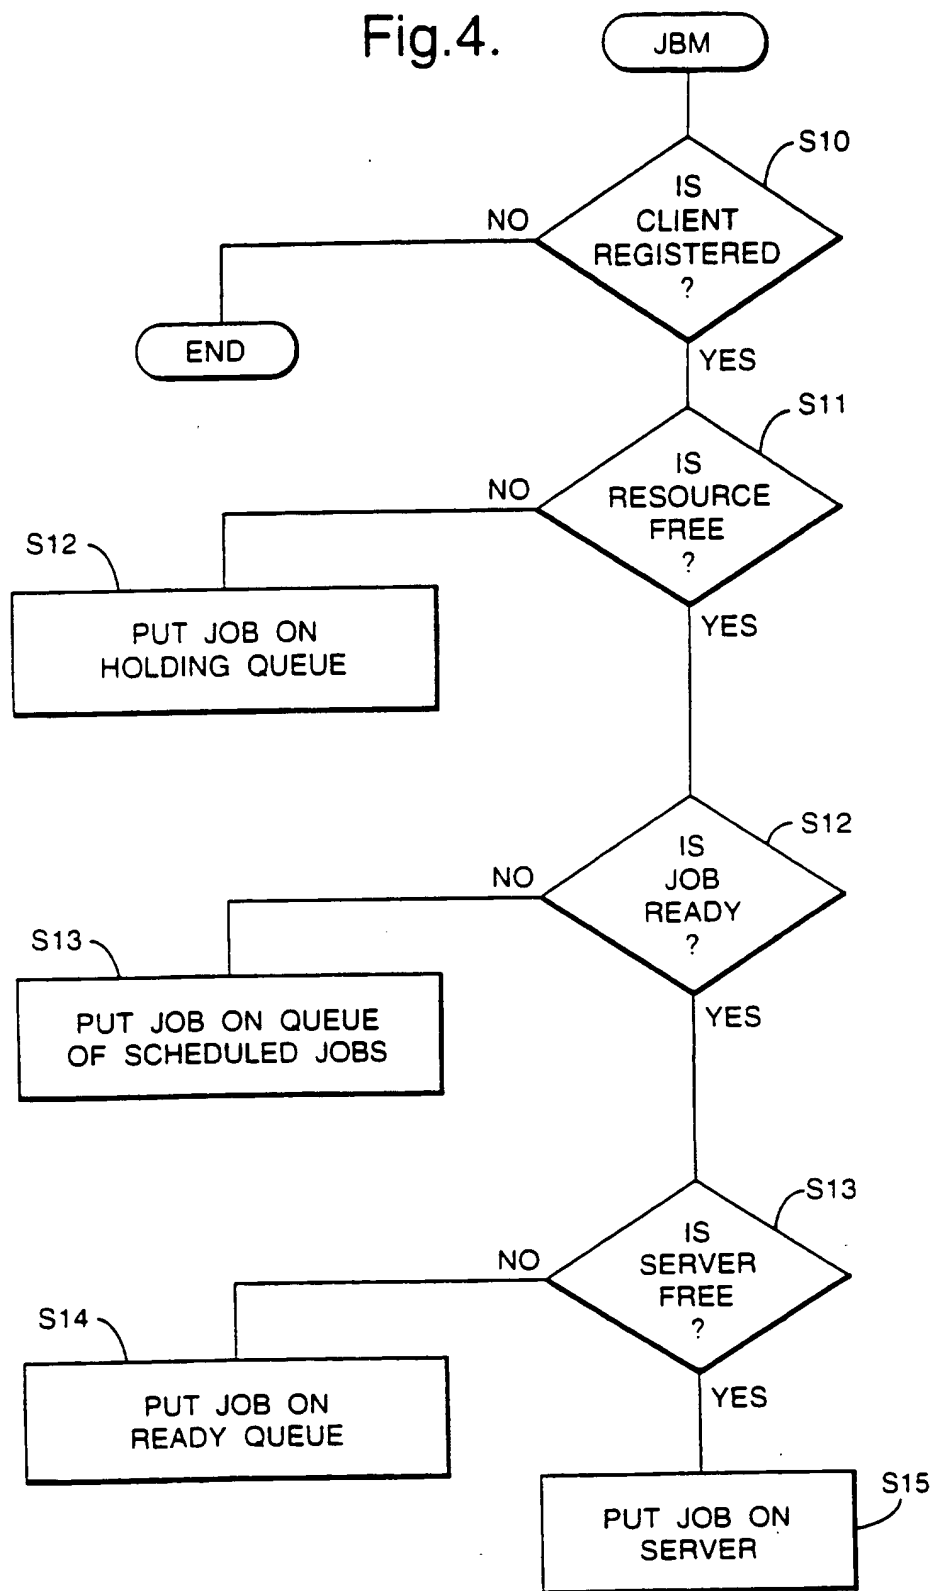 Fig.4.
JBM
S10
IS
CLIENT
REGISTERED
?
NO
END
YES
S11
IS
RESOURCE
FREE
?
NO
S12
PUT JOB ON
HOLDING QUEUE
YES
S12
IS
JOB
READY
?
NO
S13
PUT JOB ON QUEUE
OF SCHEDULED JOBS
YES
S13
IS
SERVER
FREE
?
NO
S14
PUT JOB ON
READY QUEUE
YES
S15
PUT JOB ON
SERVER